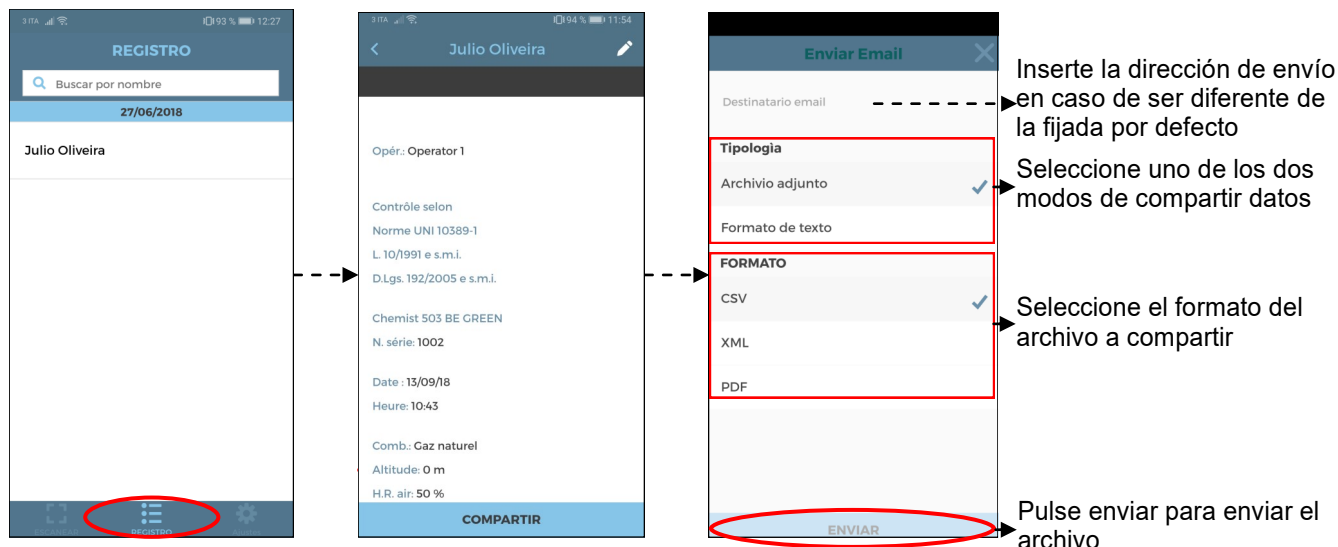 3 ITA
93 % 12:27
REGISTRO
Buscar por nombre
27/06/2018
Julio Oliveira
ESCANEAR
REGISTRO
Ajustes
3 ITA
94 % 11:54
Julio Oliveira
Opér.: Operator 1
Contrôle selon
Norme UNI 10389-1
L. 10/1991 e s.m.i.
D.Lgs. 192/2005 e s.m.i.
Chemist 503 BE GREEN
N. série: 1002
Date : 13/09/18
Heure: 10:43
Comb.: Gaz naturel
Altitude: 0 m
H.R. air: 50 %
COMPARTIR
Enviar Email
Destinatario email
Tipologìa
Archivio adjunto
Formato de texto
FORMATO
CSV
XML
PDF
ENVIAR
Inserte la dirección de envío
en caso de ser diferente de
la fijada por defecto
Seleccione uno de los dos
modos de compartir datos
Seleccione el formato del
archivo a compartir
Pulse enviar para enviar el
archivo